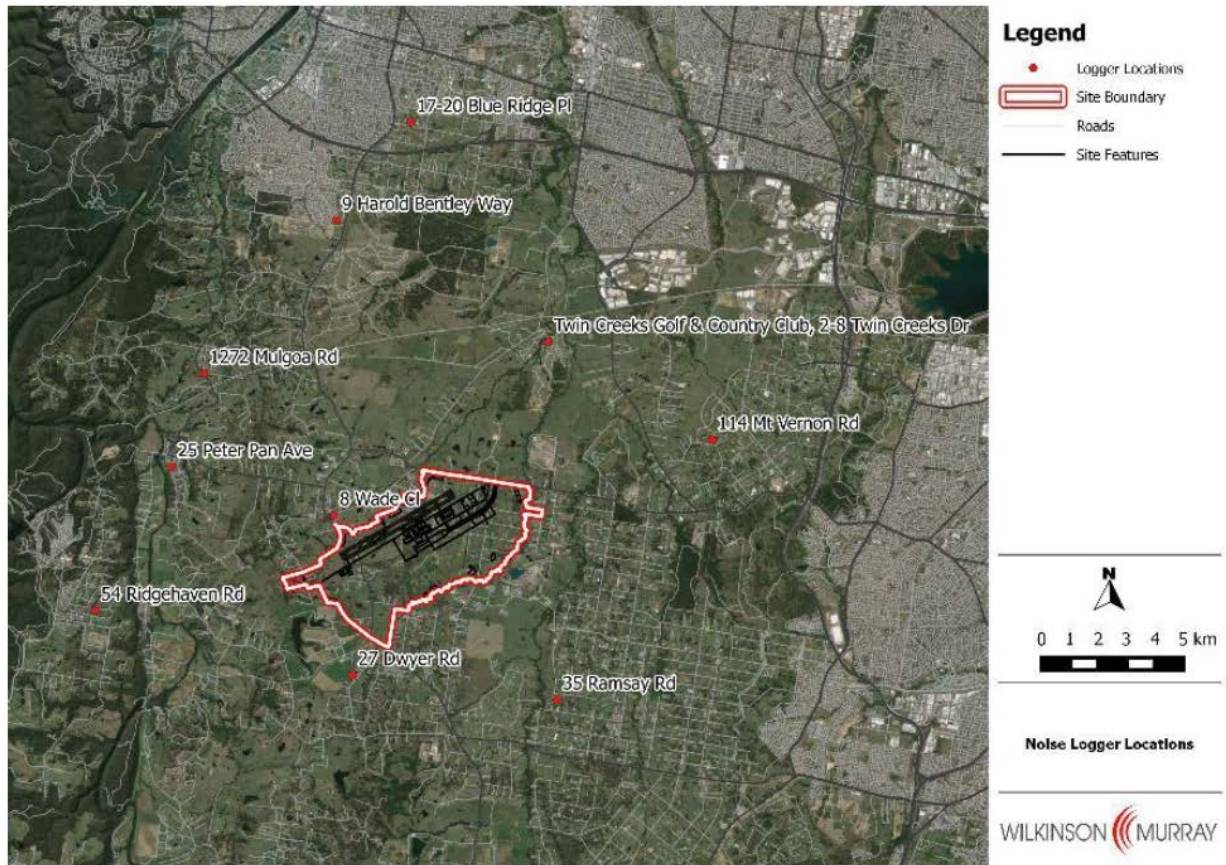 17-20 Blue Ridge Pl
9 Harold Bentley Way
Twin Creeks Golf & Country Club, 2-8 Twin Creeks Dr
1272 Mulgoa Rd
114 Mt Vernon Rd
25 Peter Pan Ave
8 Wade Cl
54 Ridgehaven Rd
27 Dwyer Rd
35 Ramsay Rd
Legend
Logger Locations
Site Boundary
Roads
Site Features
N
0 1 2 3 4 5 km
Noise Logger Locations
WILKINSON MURRAY